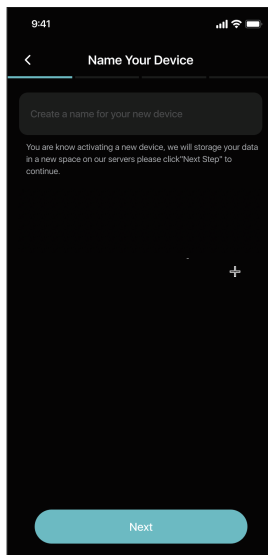 9:41
Name Your Device
Create a name for your new device
You are know activating a new device, we will storage your data
in a new space on our servers please click"Next Step" to
continue.
Next